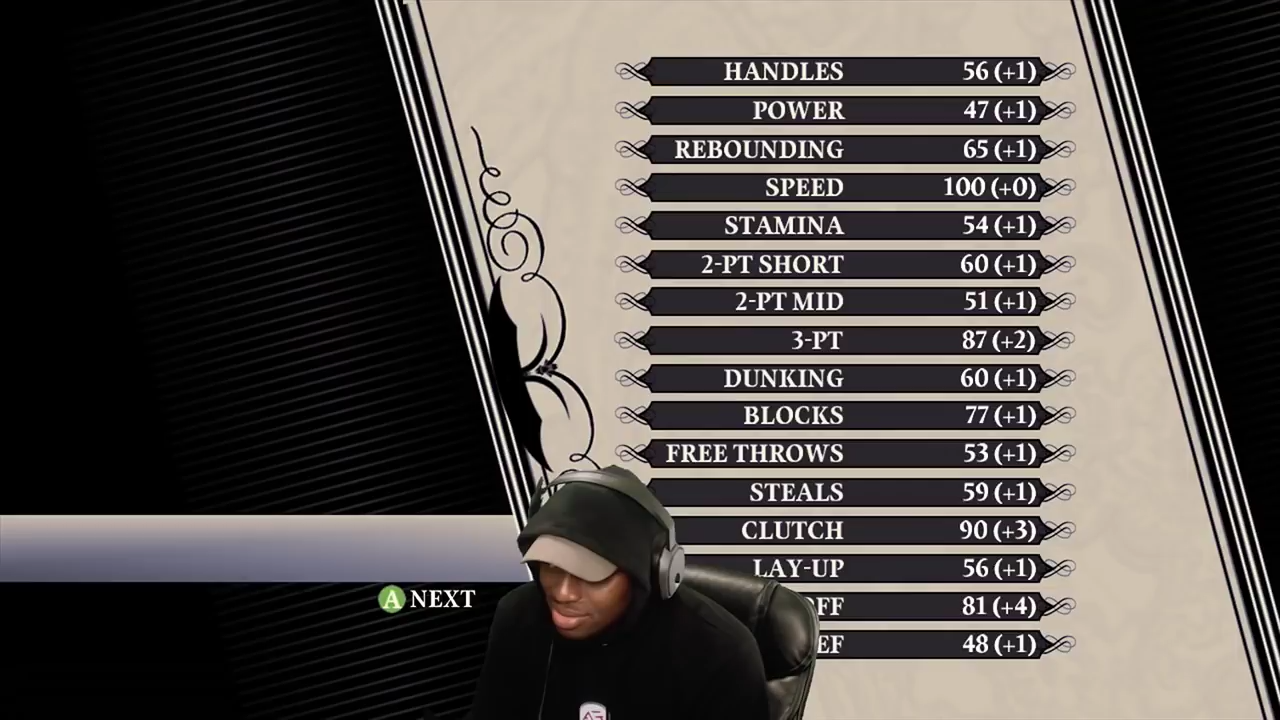 HANDLES 56 (+1)
POWER 47 (+1)
REBOUNDING 65 (+1)
SPEED 100 (+0)
STAMINA 54 (+1)
2-PT SHORT 60 (+1)
2-PT MID 51 (+1)
3-PT 87 (+2)
DUNKING 60 (+1)
BLOCKS 77 (+1)
FREE THROWS 53 (+1)
STEALS 59 (+1)
CLUTCH 90 (+3)
LAY-UP 56 (+1)
A NEXT
OFF 81 (+4)
EF 48 (+1)